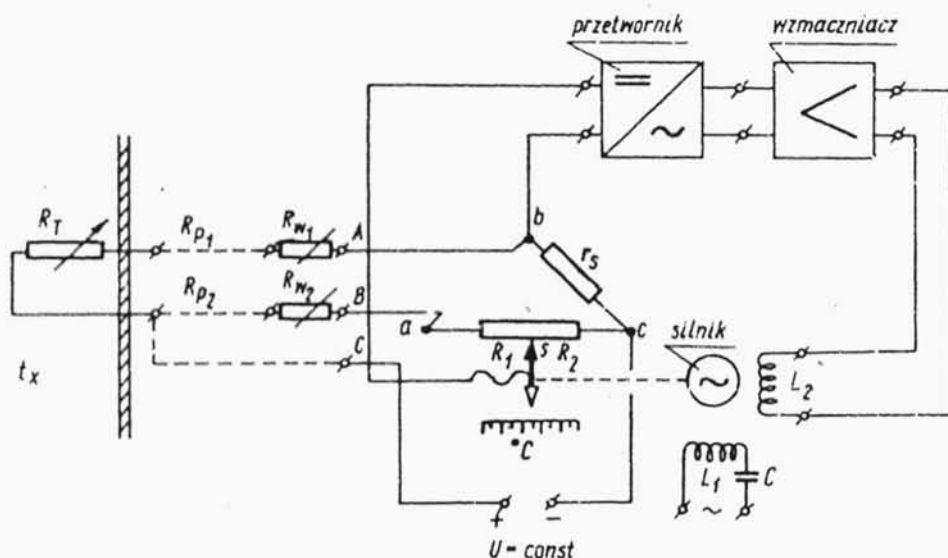 przetwornik
wzmacniacz
=
~
<
R_T
R_p1
R_w1
A
b
r_s
R_p2
R_w2
B
a
c
C
R_1
s
R_2
silnik
~
L_2
t_x
°C
L_1
C
~
+
−
U = const